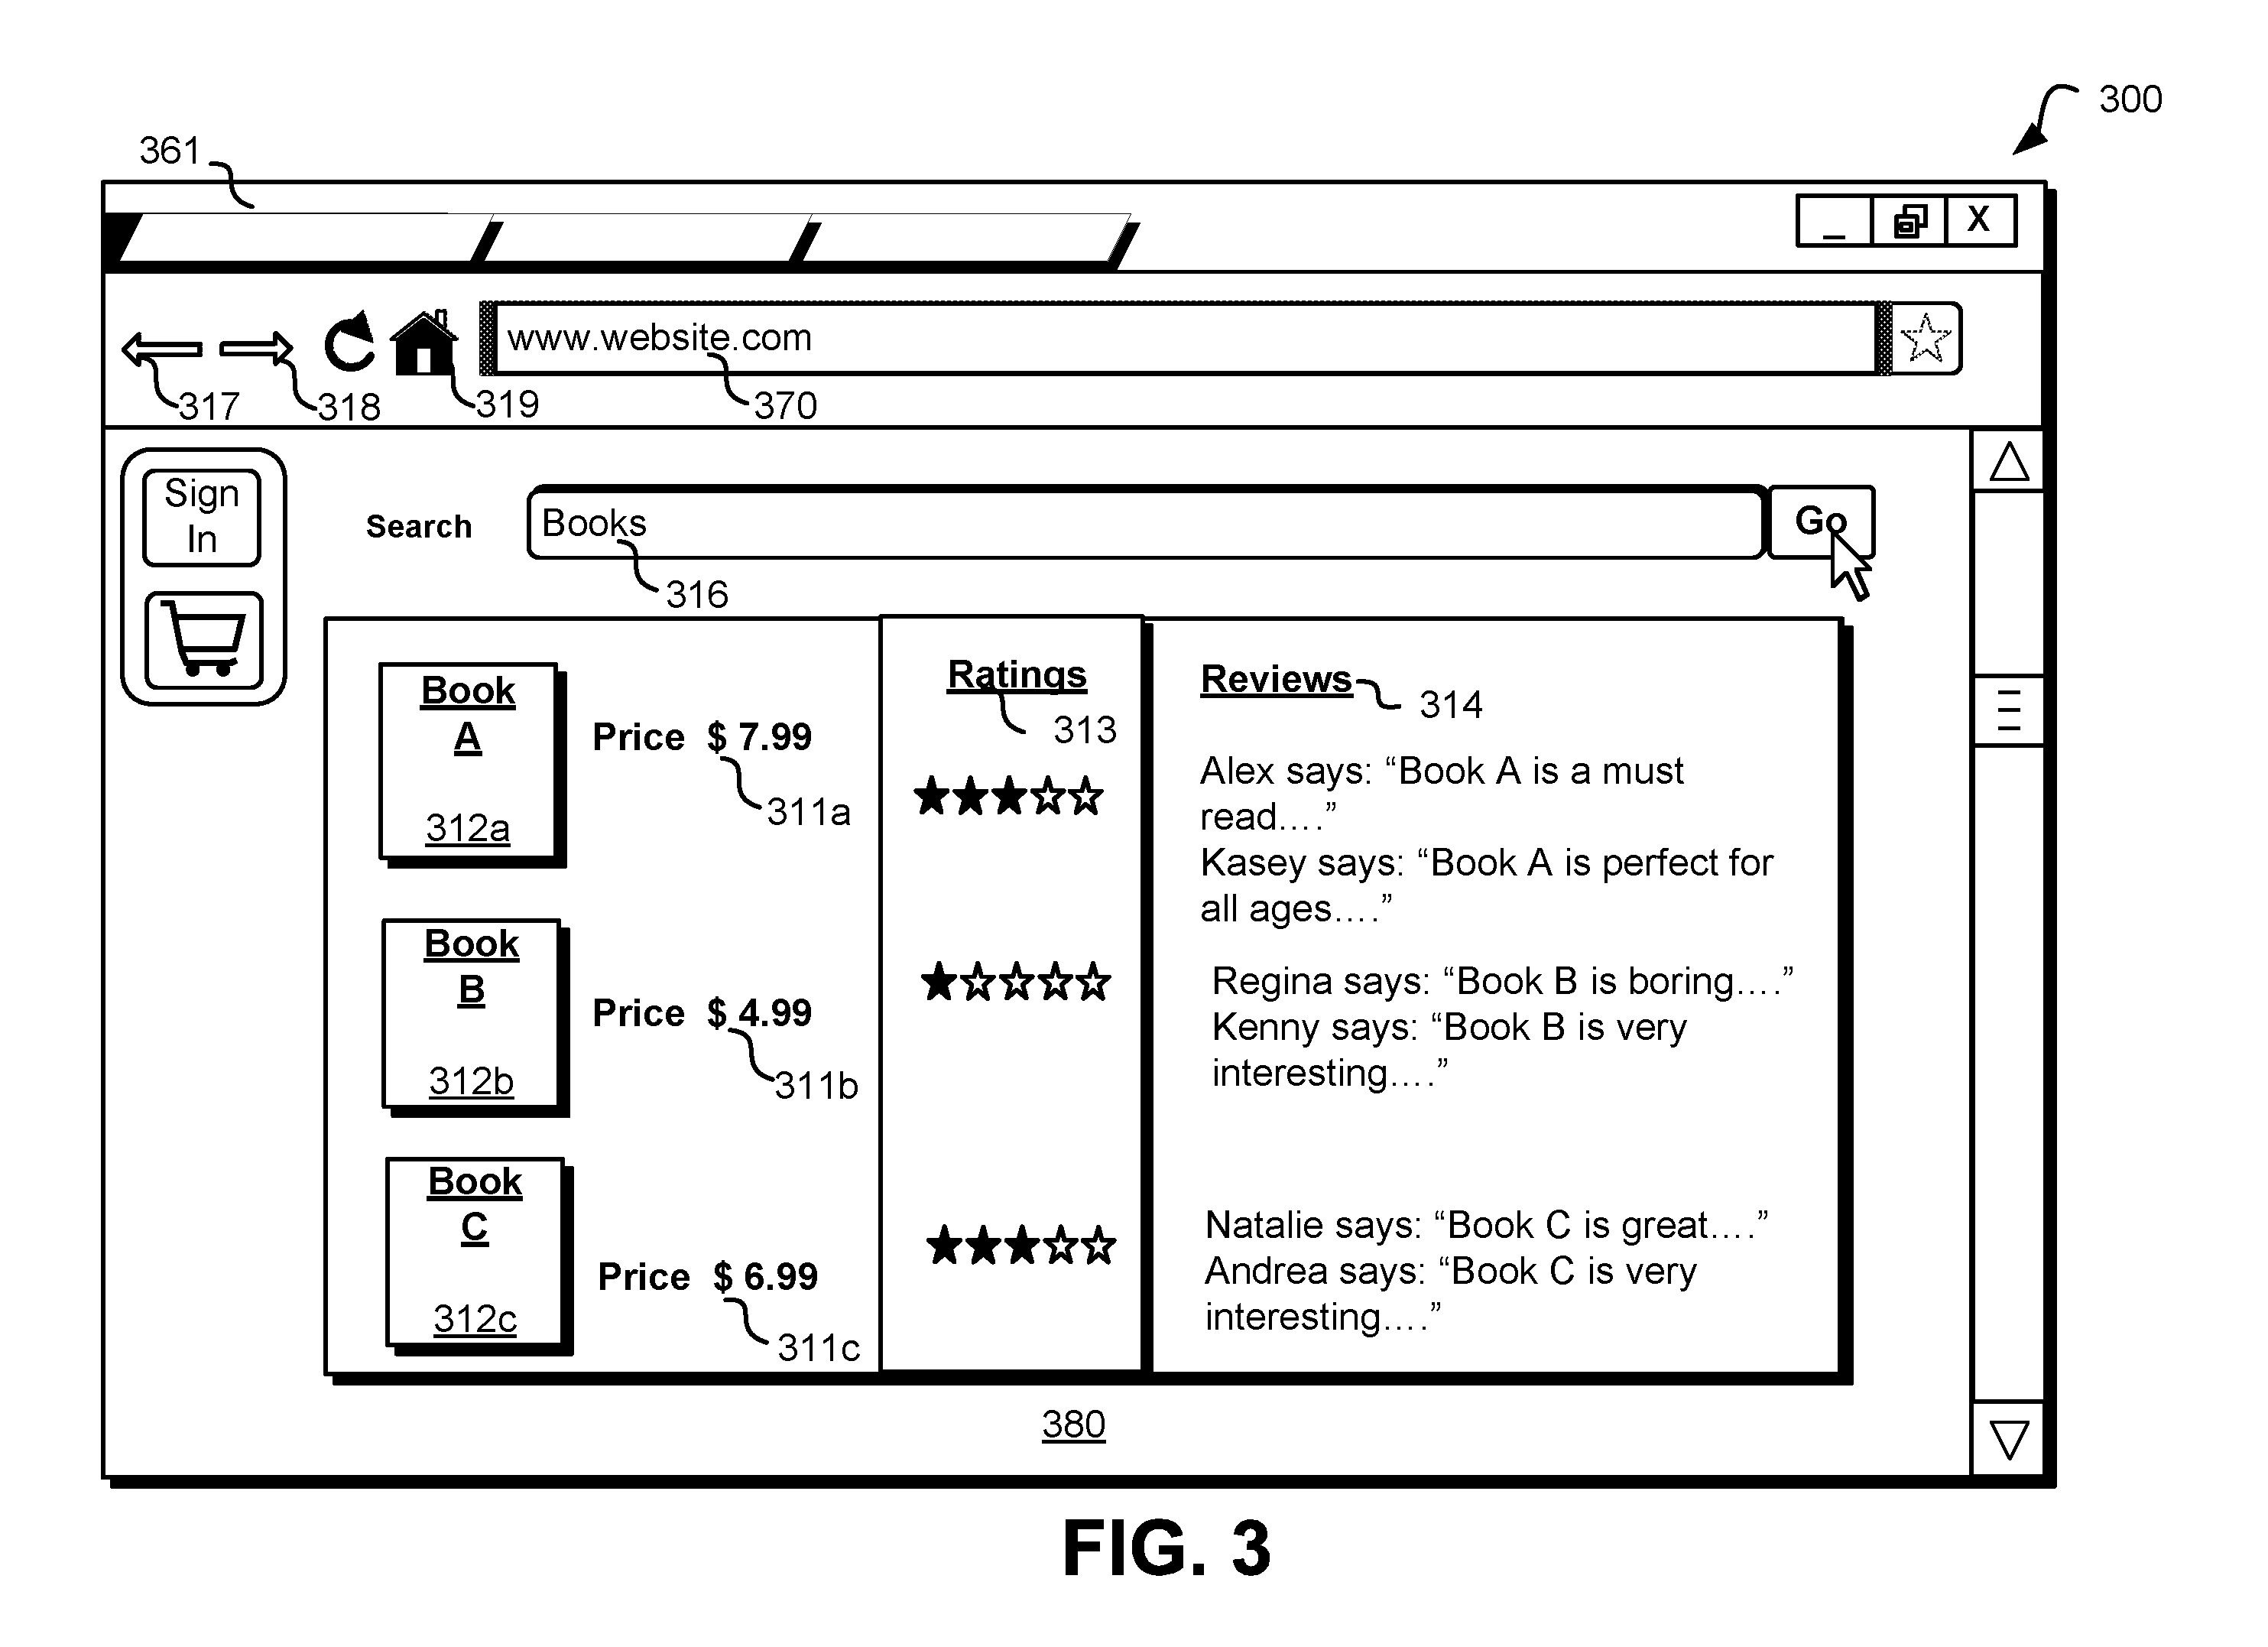 300
361
_ X
www.website.com
317 318 319 370
Sign
In
Search Books Go
316
Book
A
312a
Price $ 7.99
311a
Book
B
312b
Price $ 4.99
311b
Book
C
312c
Price $ 6.99
311c
Ratings
313
Reviews 314
Alex says: “Book A is a must
read....”
Kasey says: “Book A is perfect for
all ages....”
Regina says: “Book B is boring....”
Kenny says: “Book B is very
interesting....”
Natalie says: “Book C is great....”
Andrea says: “Book C is very
interesting....”
380
FIG. 3